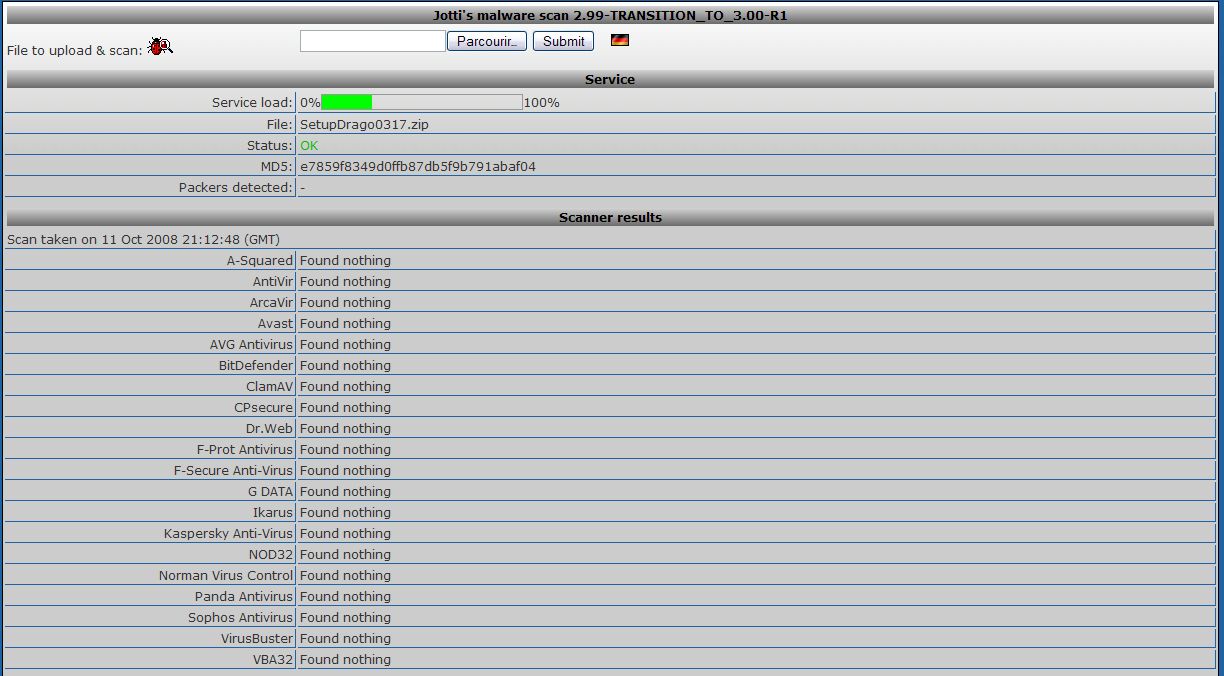 Jotti's malware scan 2.99-TRANSITION_TO_3.00-R1
File to upload & scan: Parcourir... Submit
Service
Service load: 0% 100%
File: SetupDrago0317.zip
Status: OK
MD5: e7859f8349d0ffb87db5f9b791abaf04
Packers detected: -
Scanner results
Scan taken on 11 Oct 2008 21:12:48 (GMT)
A-Squared Found nothing
AntiVir Found nothing
ArcaVir Found nothing
Avast Found nothing
AVG Antivirus Found nothing
BitDefender Found nothing
ClamAV Found nothing
CPsecure Found nothing
Dr.Web Found nothing
F-Prot Antivirus Found nothing
F-Secure Anti-Virus Found nothing
G DATA Found nothing
Ikarus Found nothing
Kaspersky Anti-Virus Found nothing
NOD32 Found nothing
Norman Virus Control Found nothing
Panda Antivirus Found nothing
Sophos Antivirus Found nothing
VirusBuster Found nothing
VBA32 Found nothing